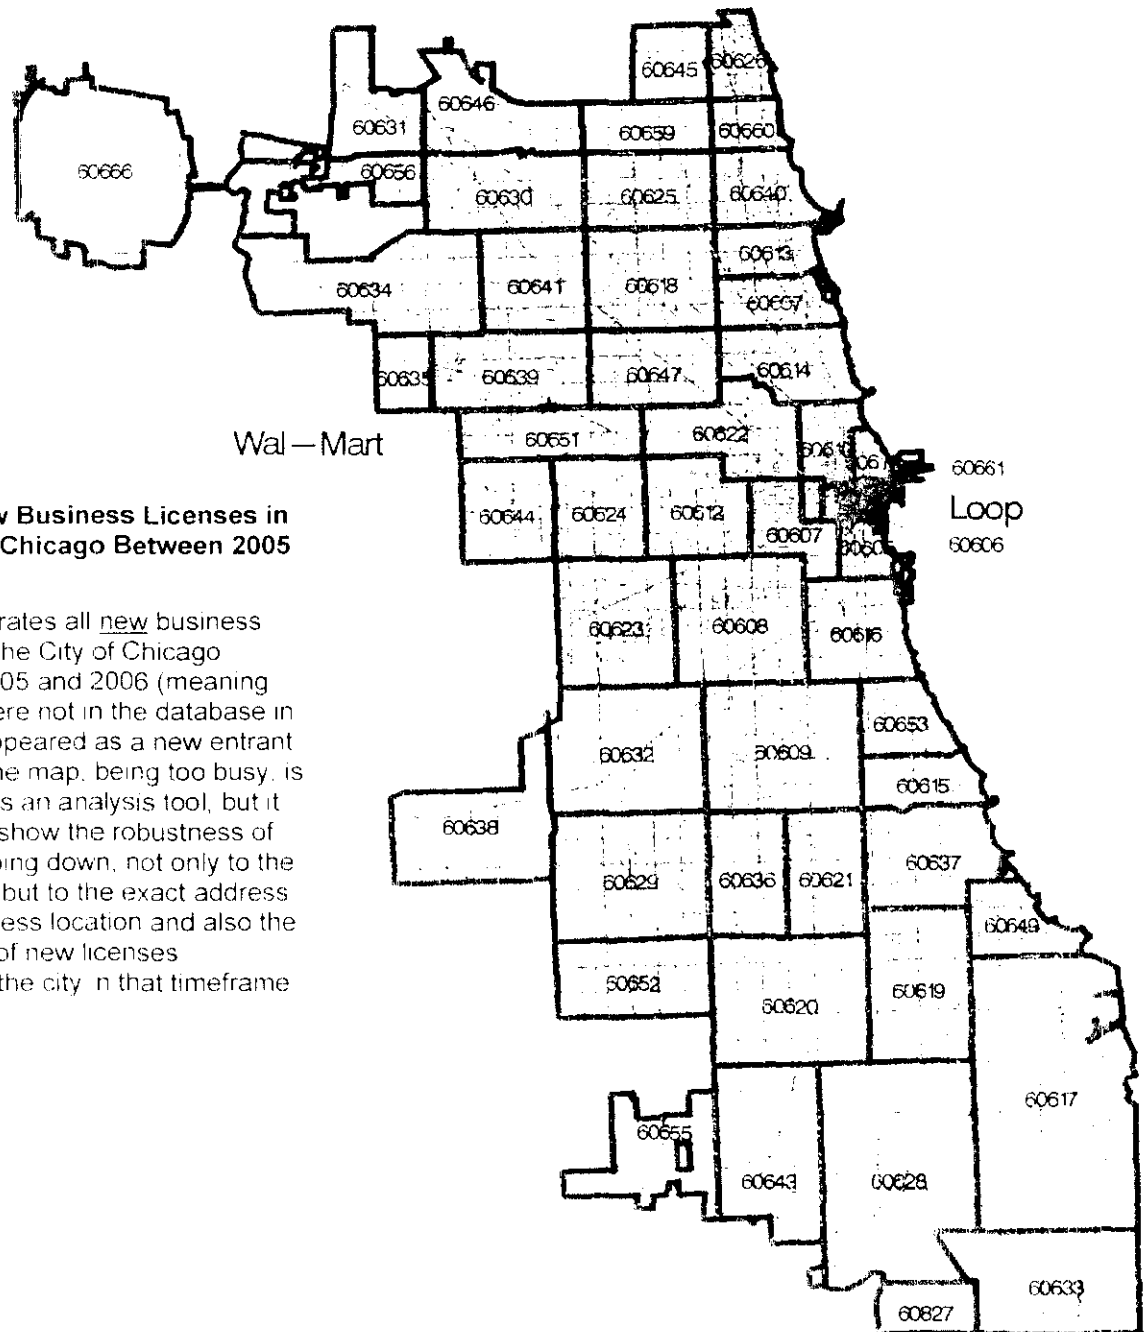 60645 60626
60646
60631 60659 60660
60666 60656
60630 60625 60640
60613
60634 60641 60618
60657
60614
60635 60639 60647
Wal-Mart 60651 60622
60610
60661
60644 60624 60612 Loop
60607
60606
w Business Licenses in
Chicago Between 2005
rates all new business
he City of Chicago
05 and 2006 (meaning
ere not in the database in
ppeared as a new entrant
ne map, being too busy, is
s an analysis tool, but it
show the robustness of
ping down, not only to the
but to the exact address
ess location and also the
of new licenses
the city n that timeframe
60623 60608 60616
60653
60632 60609
60615
60638
60637
60629 60636 60621
60649
60652 60619
60620
60617
60655
60643 60628
60633
60827